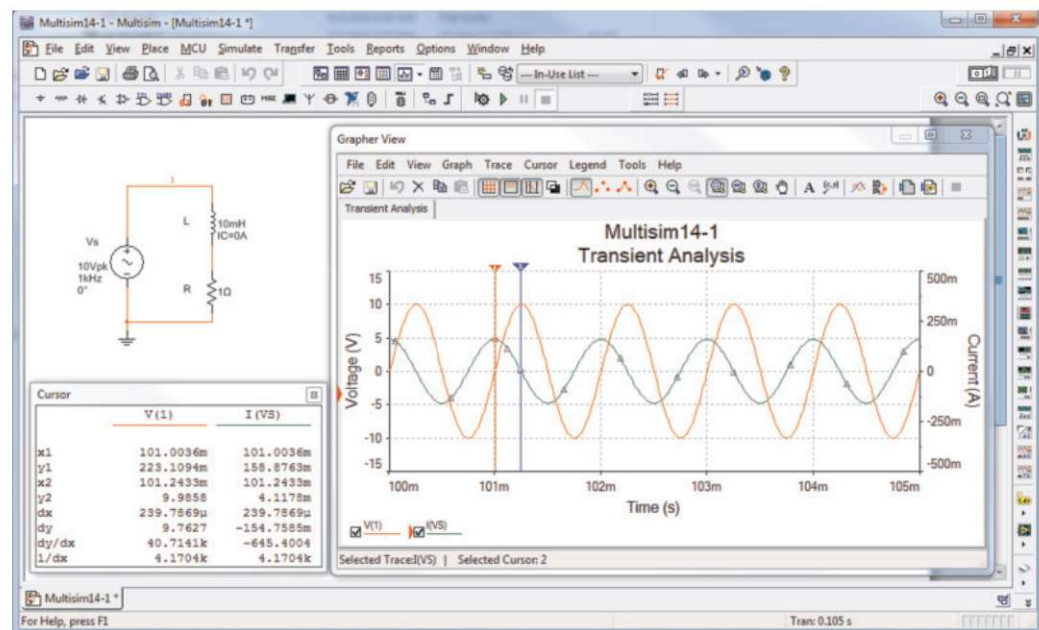 Multisim14-1 - Multisim - [Multisim14-1 *]
File Edit View Place MCU Simulate Transfer Tools Reports Options Window Help
--- In-Use List ---
Grapher View
File Edit View Graph Trace Cursor Legend Tools Help
Transient Analysis
Multisim14-1
Transient Analysis
1
L
10mH
IC=0A
Vs
10Vpk
1kHz
0°
R
1Ω
15
10
5
0
-5
-10
-15
Voltage (V)
500m
250m
0
-250m
-500m
Current (A)
100m 101m 102m 103m 104m 105m
Time (s)
V(1) I(VS)
Selected Trace:I(VS) | Selected Cursor: 2
Cursor
V(1) I(VS)
x1 101.0036m 101.0036m
y1 223.1094m 158.8763m
x2 101.2433m 101.2433m
y2 9.9858 4.1178m
dx 239.7869µ 239.7869µ
dy 9.7627 -154.7585m
dy/dx 40.7141k -645.4004
1/dx 4.1704k 4.1704k
Multisim14-1 *
For Help, press F1
Tran: 0.105 s